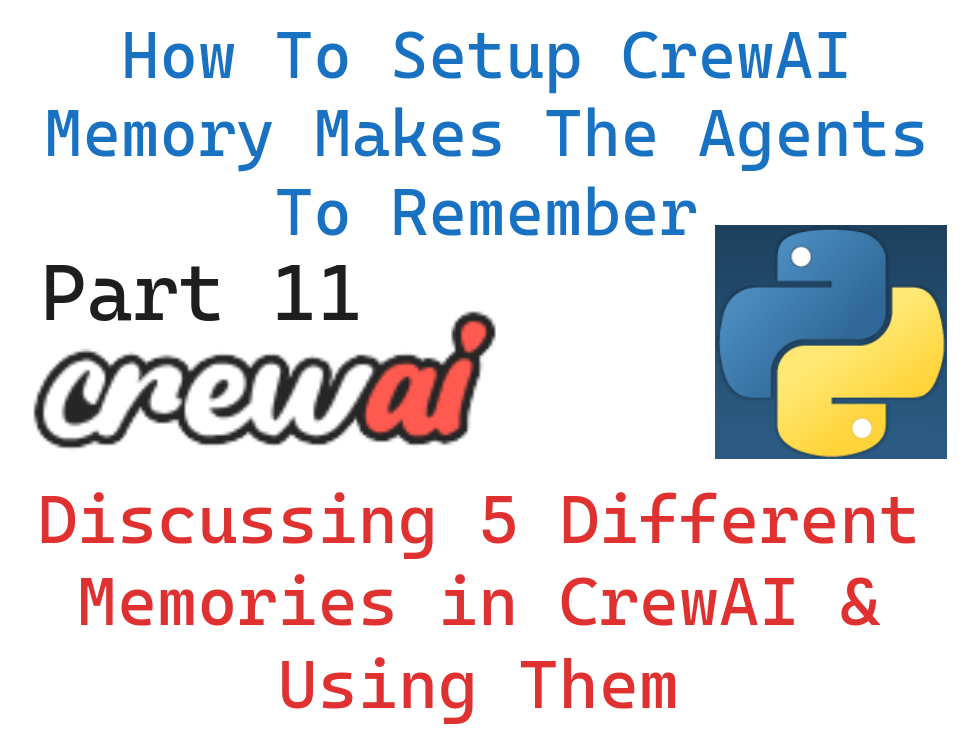 How To Setup CrewAI
Memory Makes The Agents
To Remember
Part 11
crewai
Discussing 5 Different
Memories in CrewAI &
Using Them